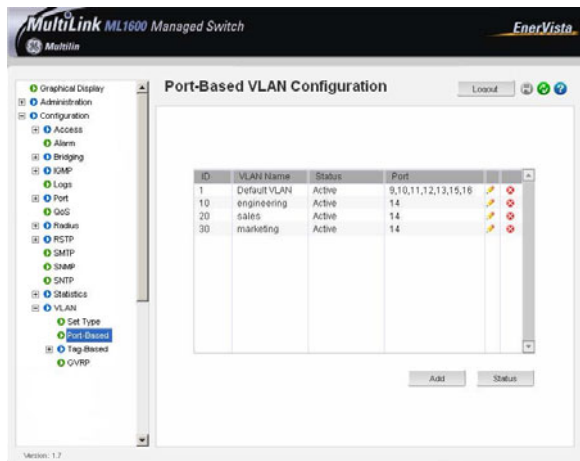 MultiLink ML1600 Managed Switch
EnerVista
Multilin
Graphical Display
Administration
Configuration
Access
Alarm
Bridging
IGMP
Logs
Port
QoS
Radius
RSTP
SMTP
SNMP
SNTP
Statistics
VLAN
Set Type
Port-Based
Tag-Based
GVRP
Version: 1.7
Port-Based VLAN Configuration
Logout
ID VLAN Name Status Port
1 Default VLAN Active 9,10,11,12,13,15,16
10 engineering Active 14
20 sales Active 14
30 marketing Active 14
Add Status